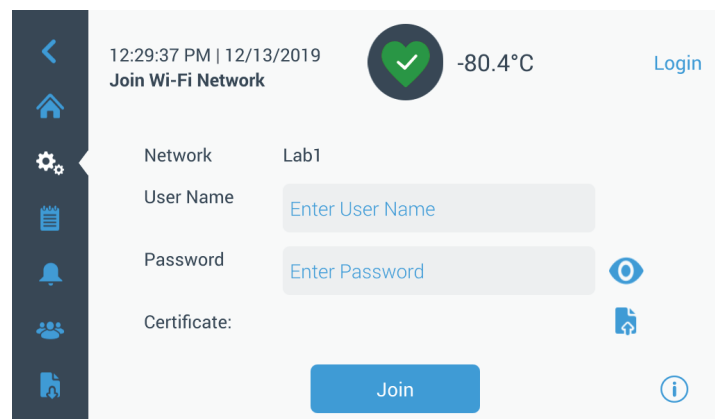 12:29:37 PM | 12/13/2019
Join Wi-Fi Network
-80.4°C
Login
Network Lab1
User Name Enter User Name
Password Enter Password
Certificate:
Join